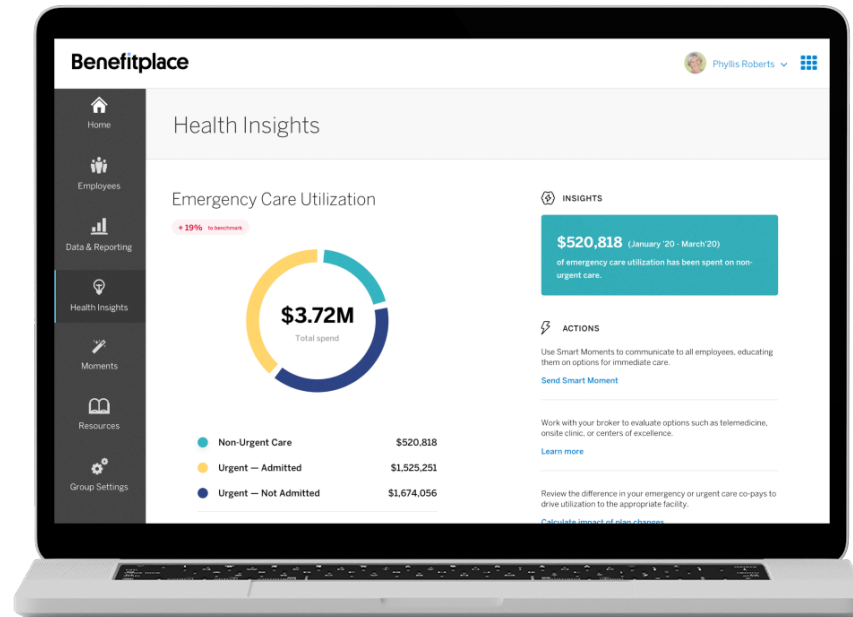 Benefitplace
Phyllis Roberts
Home
Employees
Data & Reporting
Health Insights
Moments
Resources
Group Settings
Health Insights
Emergency Care Utilization
+ 19% to benchmark
$3.72M
Total spend
Non-Urgent Care $520,818
Urgent — Admitted $1,525,251
Urgent — Not Admitted $1,674,056
INSIGHTS
$520,818 (January '20 - March'20)
of emergency care utilization has been spent on non-
urgent care.
ACTIONS
Use Smart Moments to communicate to all employees, educating
them on options for immediate care.
Send Smart Moment
Work with your broker to evaluate options such as telemedicine,
onsite clinic, or centers of excellence.
Learn more
Review the difference in your emergency or urgent care co-pays to
drive utilization to the appropriate facility.
Calculate impact of plan changes